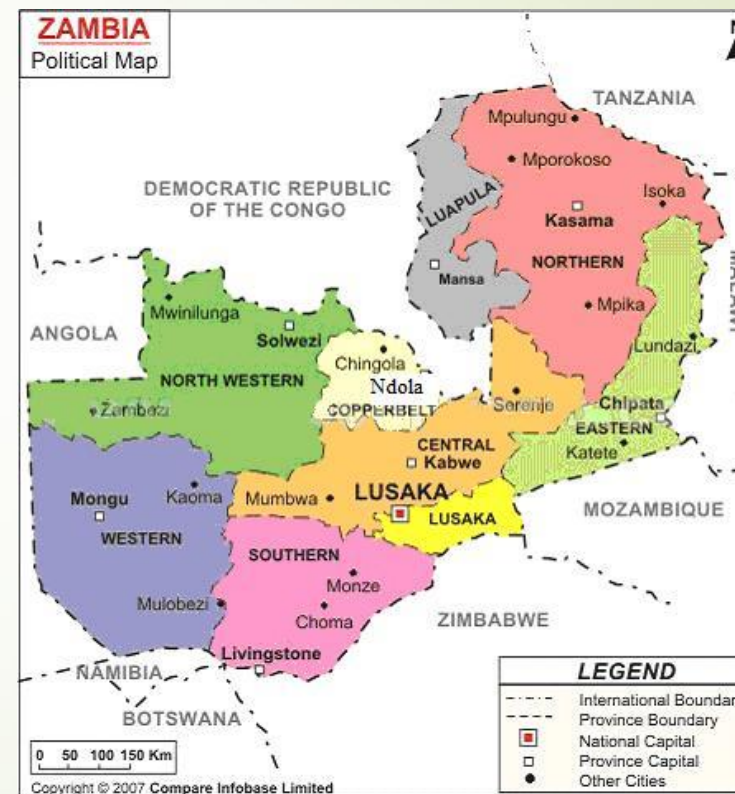 ZAMBIA
Political Map
TANZANIA
Mpulungu
Mporokoso
DEMOCRATIC REPUBLIC
OF THE CONGO
LUAPULA
Isoka
Kasama
Mansa
NORTHERN
Mwinilunga
Mpika
ANGOLA
Solwezi
Lundazi
Chingola
NORTH WESTERN
Ndola
COPPERBELT
Zambezi
Serenje
Chipata
EASTERN
CENTRAL
Kabwe
Katete
Kaoma
Mumbwa
LUSAKA
Mongu
LUSAKA
MOZAMBIQUE
WESTERN
SOUTHERN
Monze
Mulobezi
Choma
ZIMBABWE
Livingstone
NAMIBIA
BOTSWANA
LEGEND
International Boundar
Province Boundary
National Capital
Province Capital
Other Cities
0 50 100 150 Km
Copyright © 2007 Compare Infobase Limited